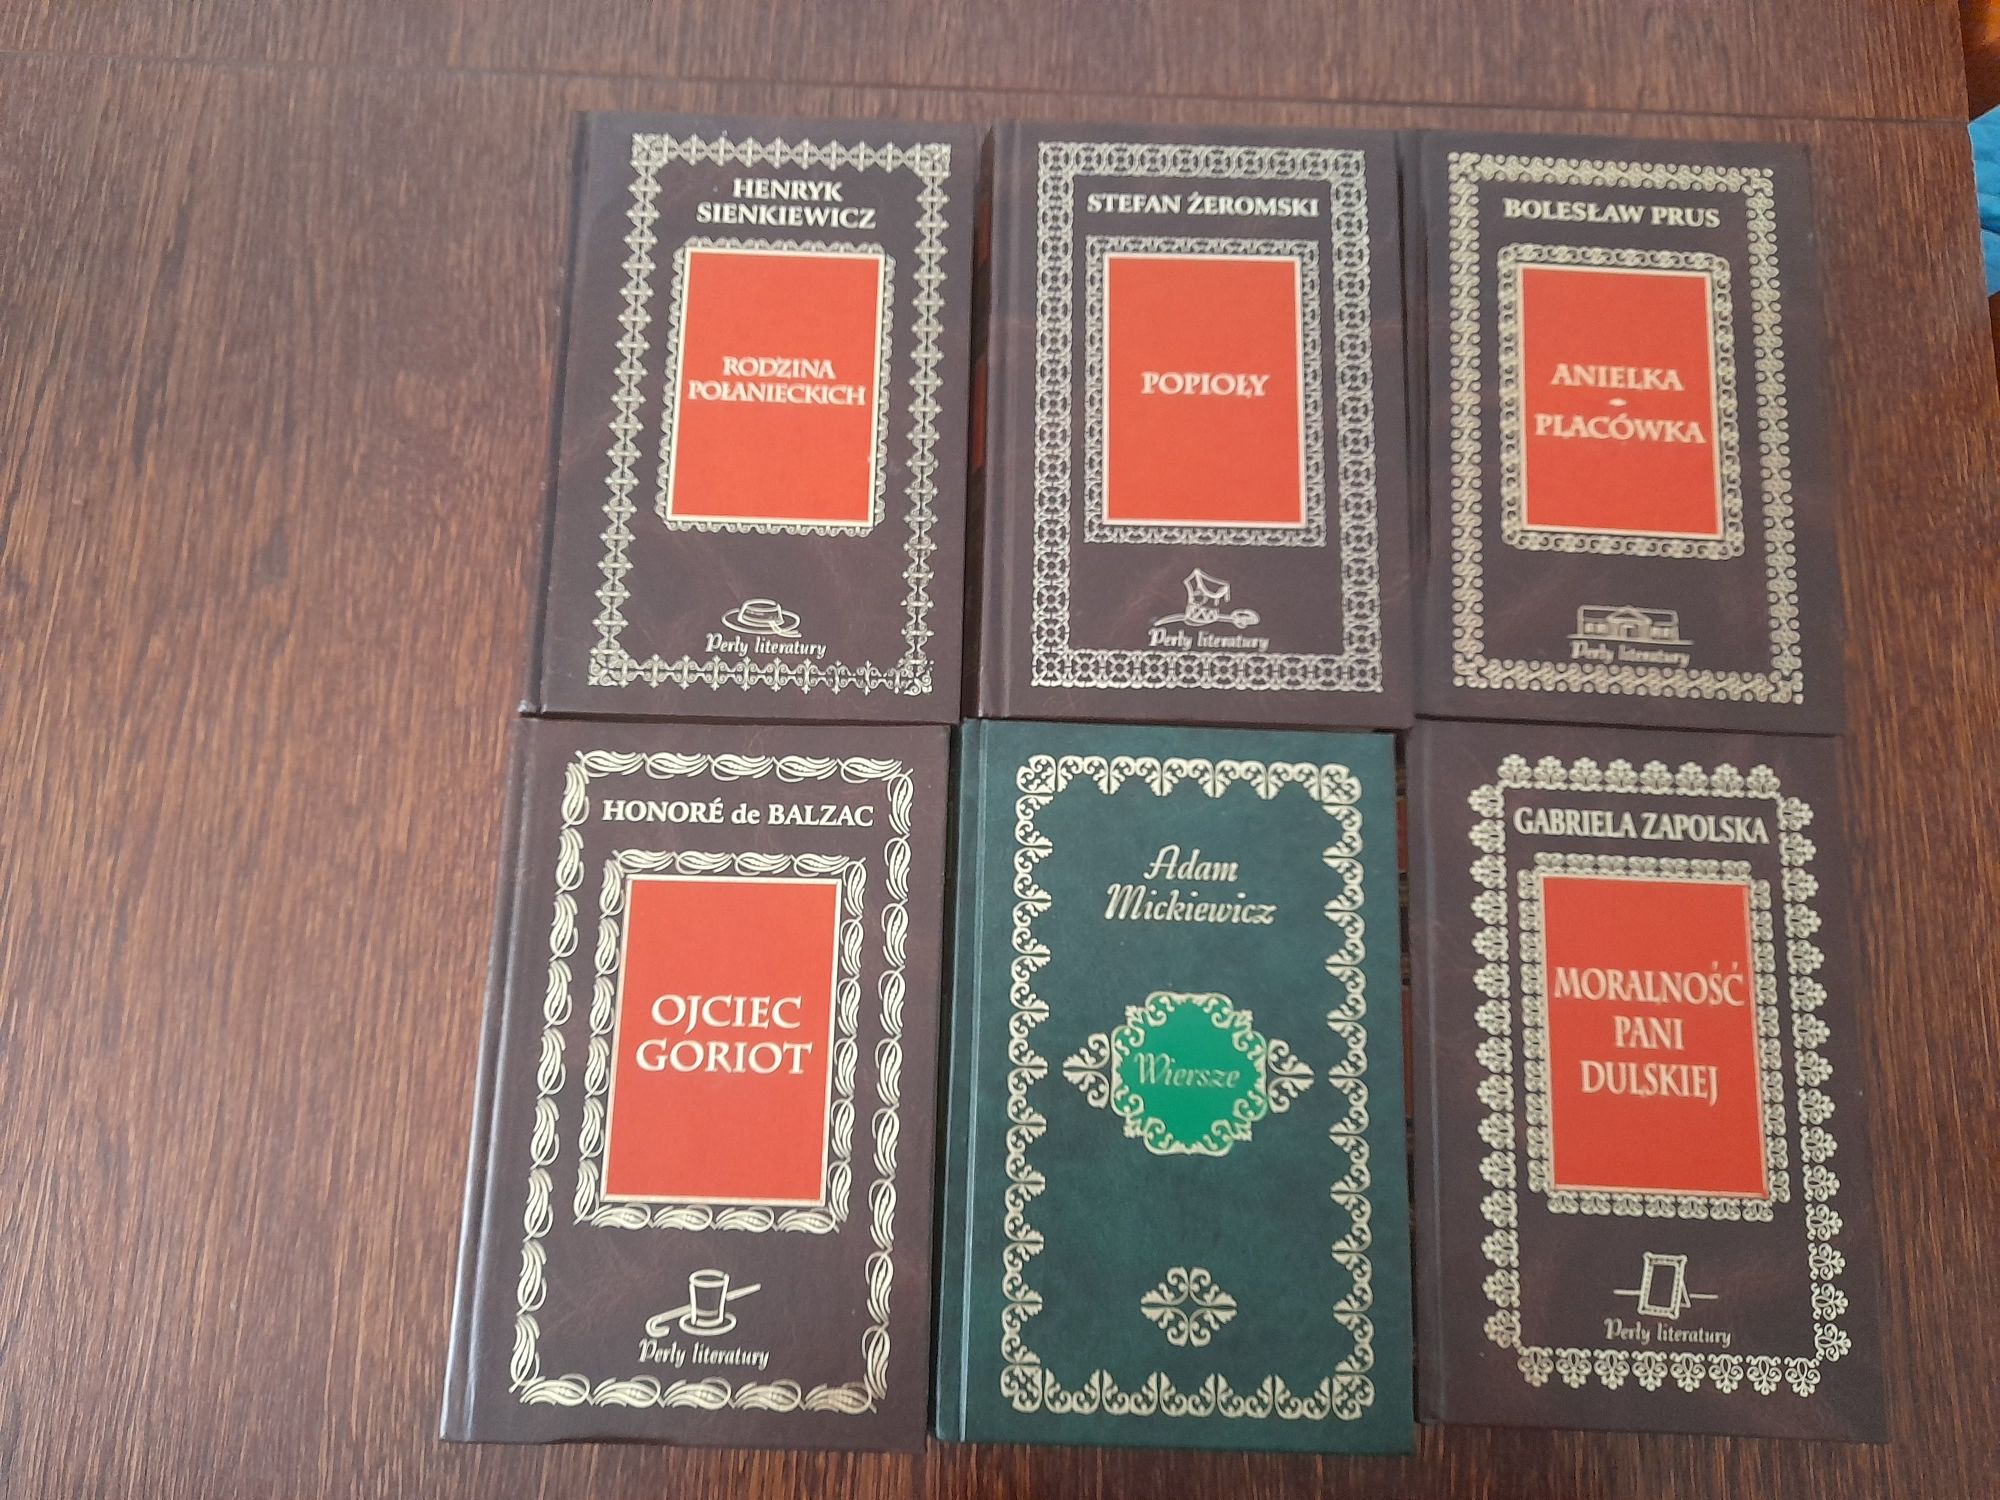 HENRYK
SIENKIEWICZ
RODZINA
POŁANIECKICH
Perły literatury
STEFAN ŻEROMSKI
POPIOŁY
Perły literatury
BOLESŁAW PRUS
ANIELKA
PLACÓWKA
Perły literatury
HONORÉ de BALZAC
OJCIEC
GORIOT
Perły literatury
Adam
Mickiewicz
Wiersze
GABRIELA ZAPOLSKA
MORALNOŚĆ
PANI
DULSKIEJ
Perły literatury